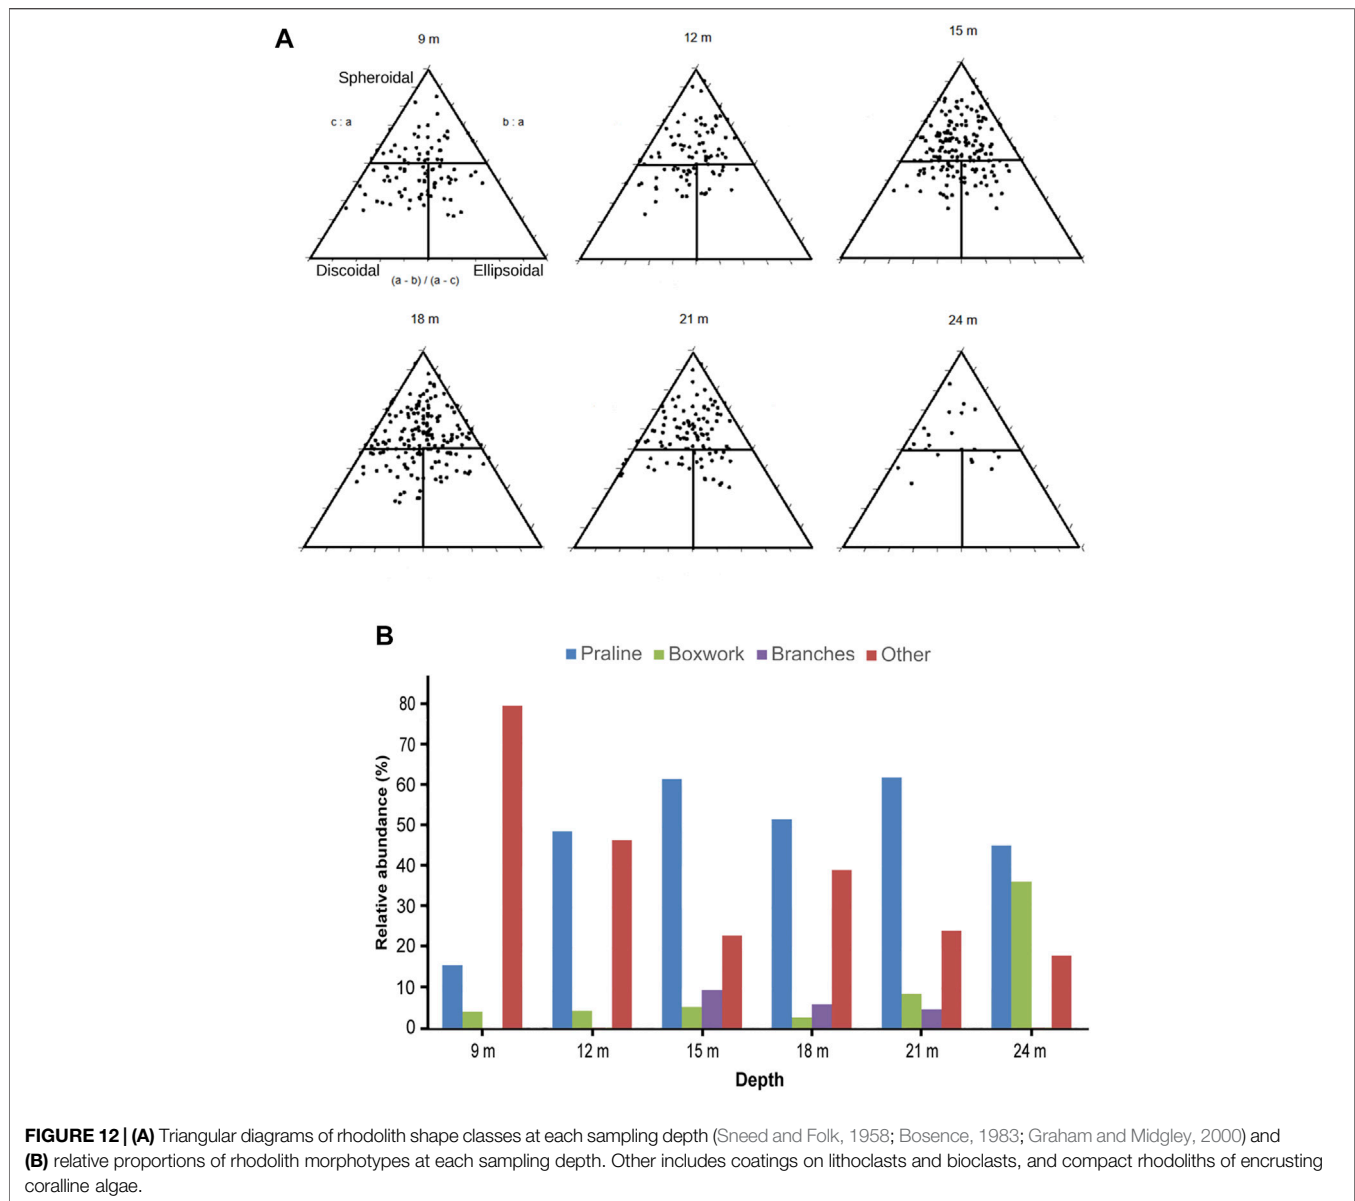 A
9 m
12 m
15 m
Spheroidal
c : a
b : a
Discoidal
Ellipsoidal
(a - b) / (a - c)
18 m
21 m
24 m
B
Praline Boxwork Branches Other
Relative abundance (%)
80
70
60
50
40
30
20
10
0
9 m 12 m 15 m 18 m 21 m 24 m
Depth
FIGURE 12 | (A) Triangular diagrams of rhodolith shape classes at each sampling depth (Sneed and Folk, 1958; Bosence, 1983; Graham and Midgley, 2000) and
(B) relative proportions of rhodolith morphotypes at each sampling depth. Other includes coatings on lithoclasts and bioclasts, and compact rhodoliths of encrusting
coralline algae.